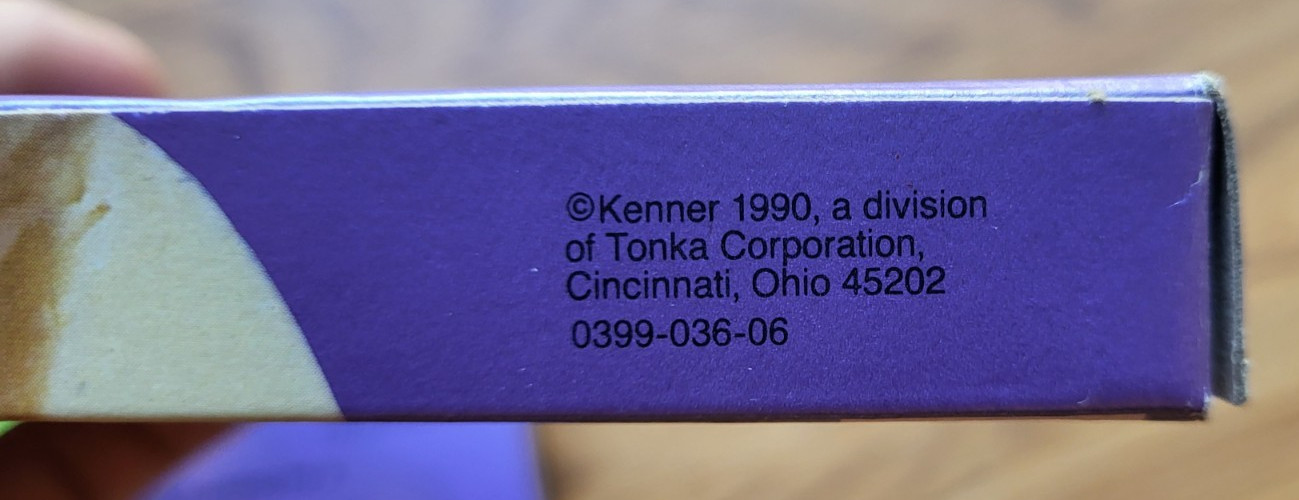 ©Kenner 1990, a division
of Tonka Corporation,
Cincinnati, Ohio 45202
0399-036-06